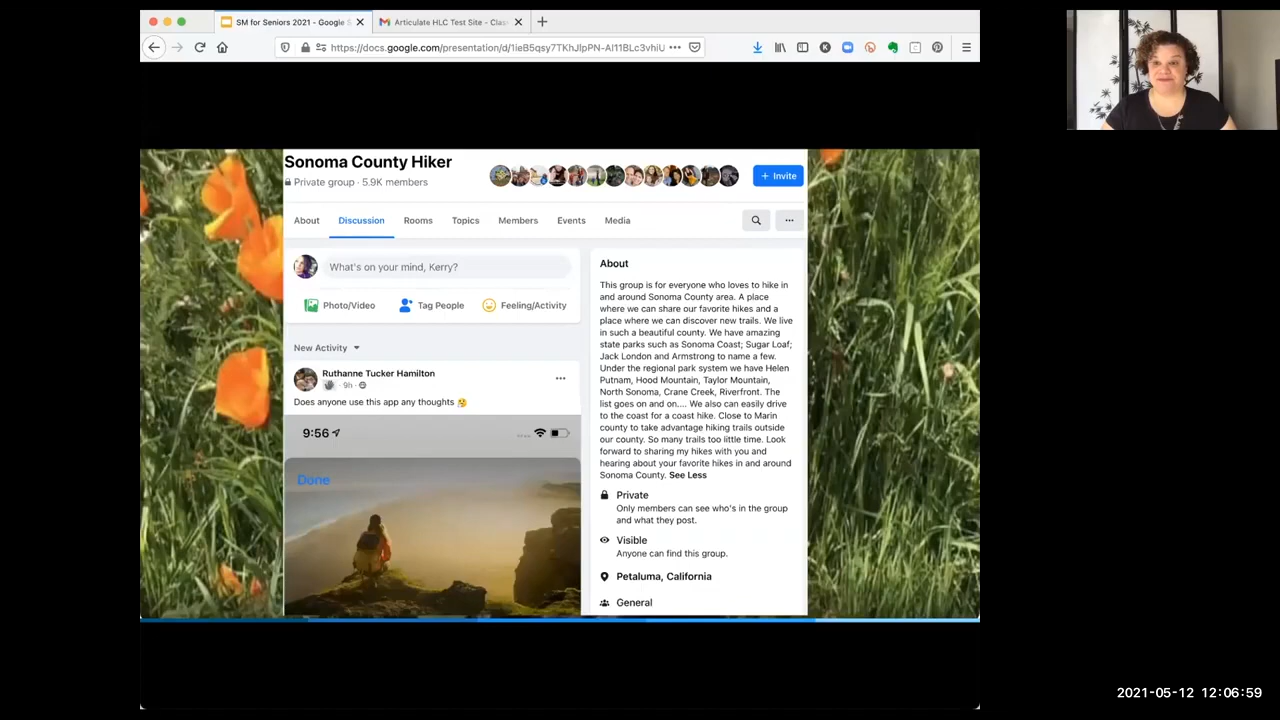 SM for Seniors 2021 - Google S
Articulate HLC Test Site - Clas
https://docs.google.com/presentation/d/1ieB5qsy7TKhJlpPN-AI11BLc3vhiU
Sonoma County Hiker
Private group · 5.9K members
+ Invite
About Discussion Rooms Topics Members Events Media
What's on your mind, Kerry?
Photo/Video Tag People Feeling/Activity
New Activity
Ruthanne Tucker Hamilton
· 9h ·
Does anyone use this app any thoughts 🤔
9:56
Done
About
This group is for everyone who loves to hike in
and around Sonoma County area. A place
where we can share our favorite hikes and a
place where we can discover new trails. We live
in such a beautiful county. We have amazing
state parks such as Sonoma Coast; Sugar Loaf;
Jack London and Armstrong to name a few.
Under the regional park system we have Helen
Putnam, Hood Mountain, Taylor Mountain,
North Sonoma, Crane Creek, Riverfront. The
list goes on and on.... We also can easily drive
to the coast for a coast hike. Close to Marin
county to take advantage hiking trails outside
our county. So many trails too little time. Look
forward to sharing my hikes with you and
hearing about your favorite hikes in and around
Sonoma County. See Less
Private
Only members can see who's in the group
and what they post.
Visible
Anyone can find this group.
Petaluma, California
General
2021-05-12 12:06:59